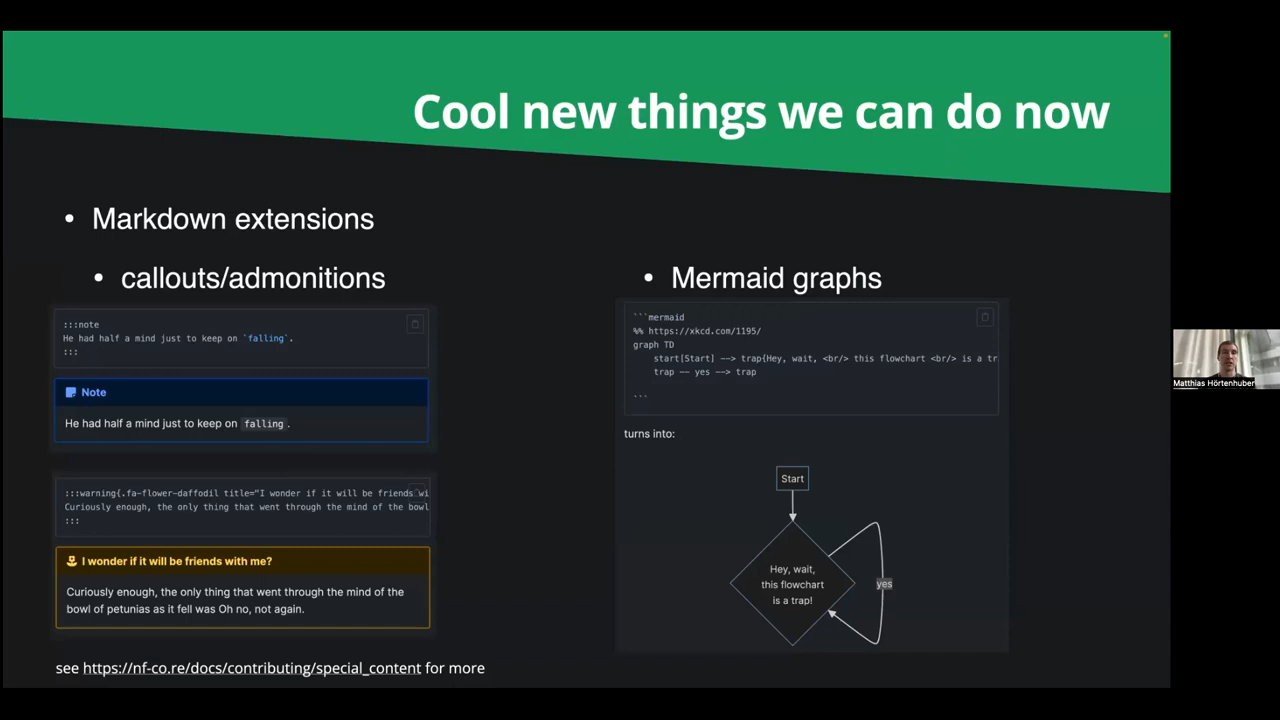 Cool new things we can do now
• Markdown extensions
• callouts/admonitions
:::note
He had half a mind just to keep on `falling`.
:::
Note
He had half a mind just to keep on falling.
:::warning{.fa-flower-daffodil title="I wonder if it will be friends wi
Curiously enough, the only thing that went through the mind of the bowl
:::
I wonder if it will be friends with me?
Curiously enough, the only thing that went through the mind of the
bowl of petunias as it fell was Oh no, not again.
see https://nf-co.re/docs/contributing/special_content for more
• Mermaid graphs
```mermaid
%% https://xkcd.com/1195/
graph TD
start[Start] --> trap{Hey, wait, <br/> this flowchart <br/> is a tr
trap -- yes --> trap
```
turns into:
Start
Hey, wait,
this flowchart
is a trap!
yes
Matthias Hörtenhuber